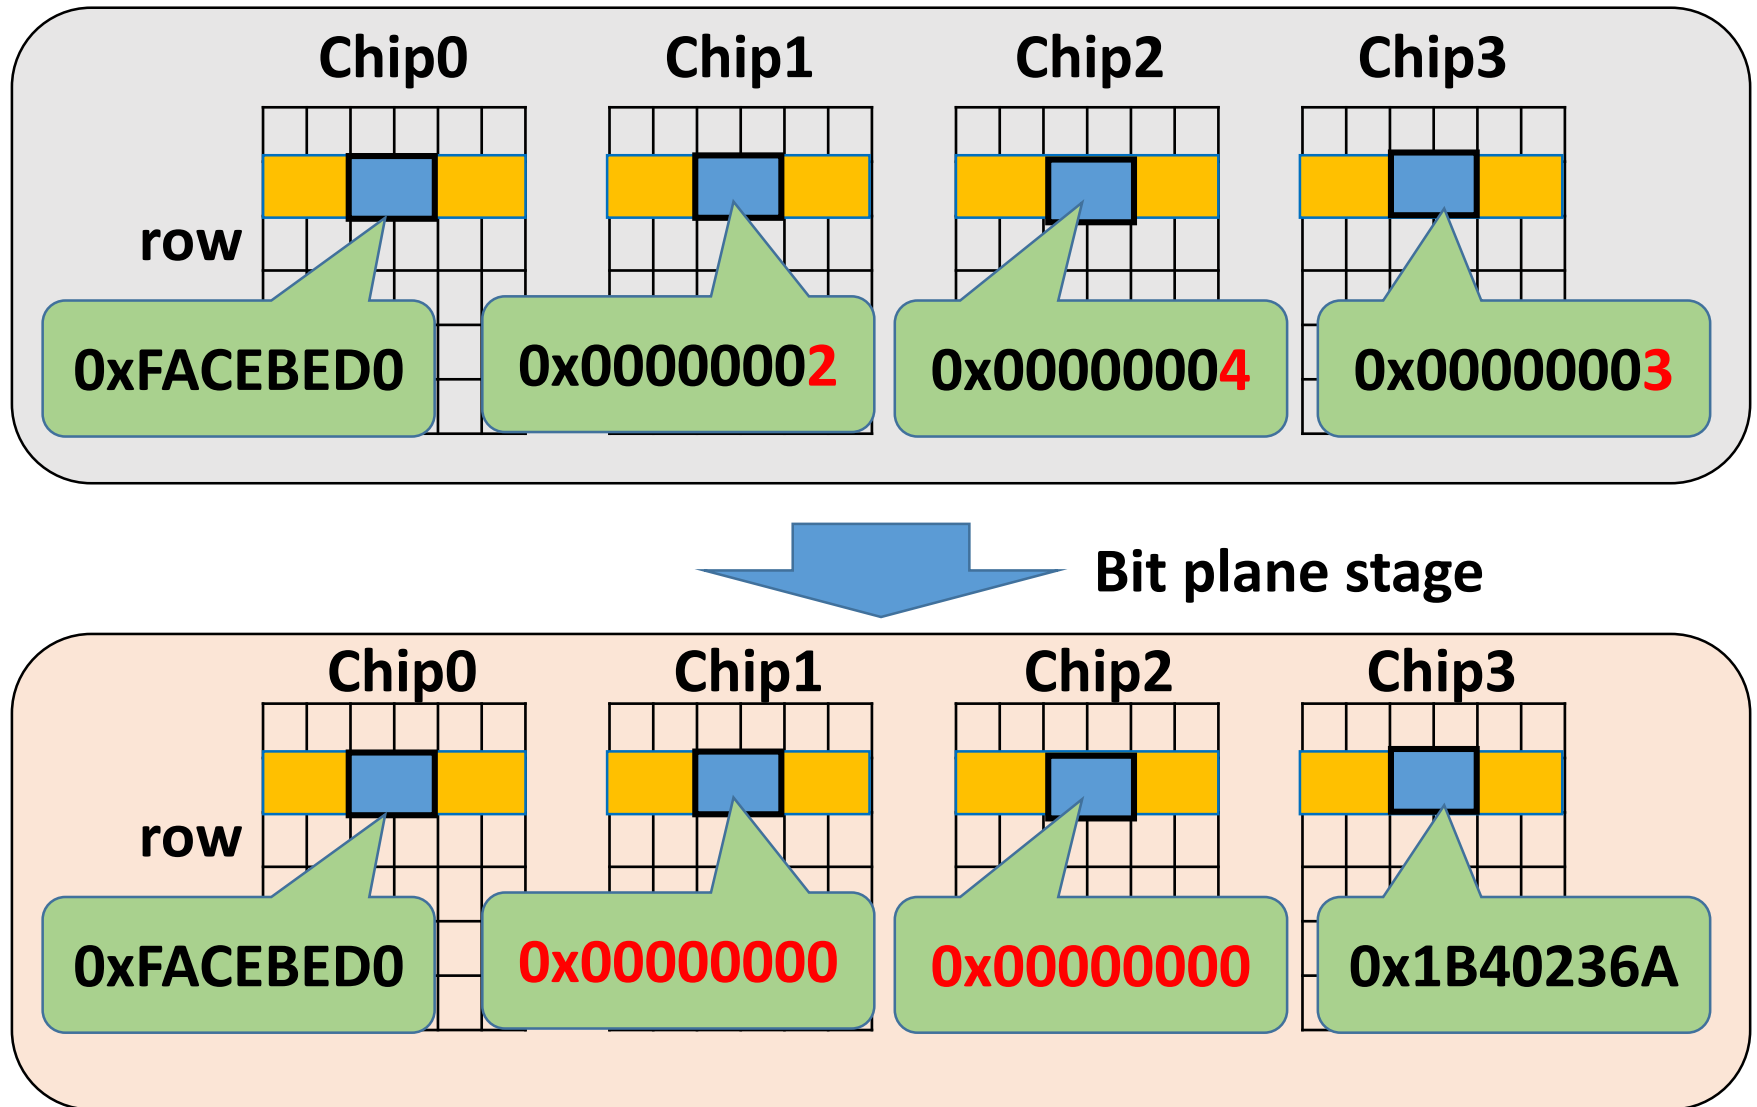 Chip0 Chip1 Chip2 Chip3
row
0xFACEBED0 0x00000002 0x00000004 0x00000003
Bit plane stage
Chip0 Chip1 Chip2 Chip3
row
0xFACEBED0 0x00000000 0x00000000 0x1B40236A